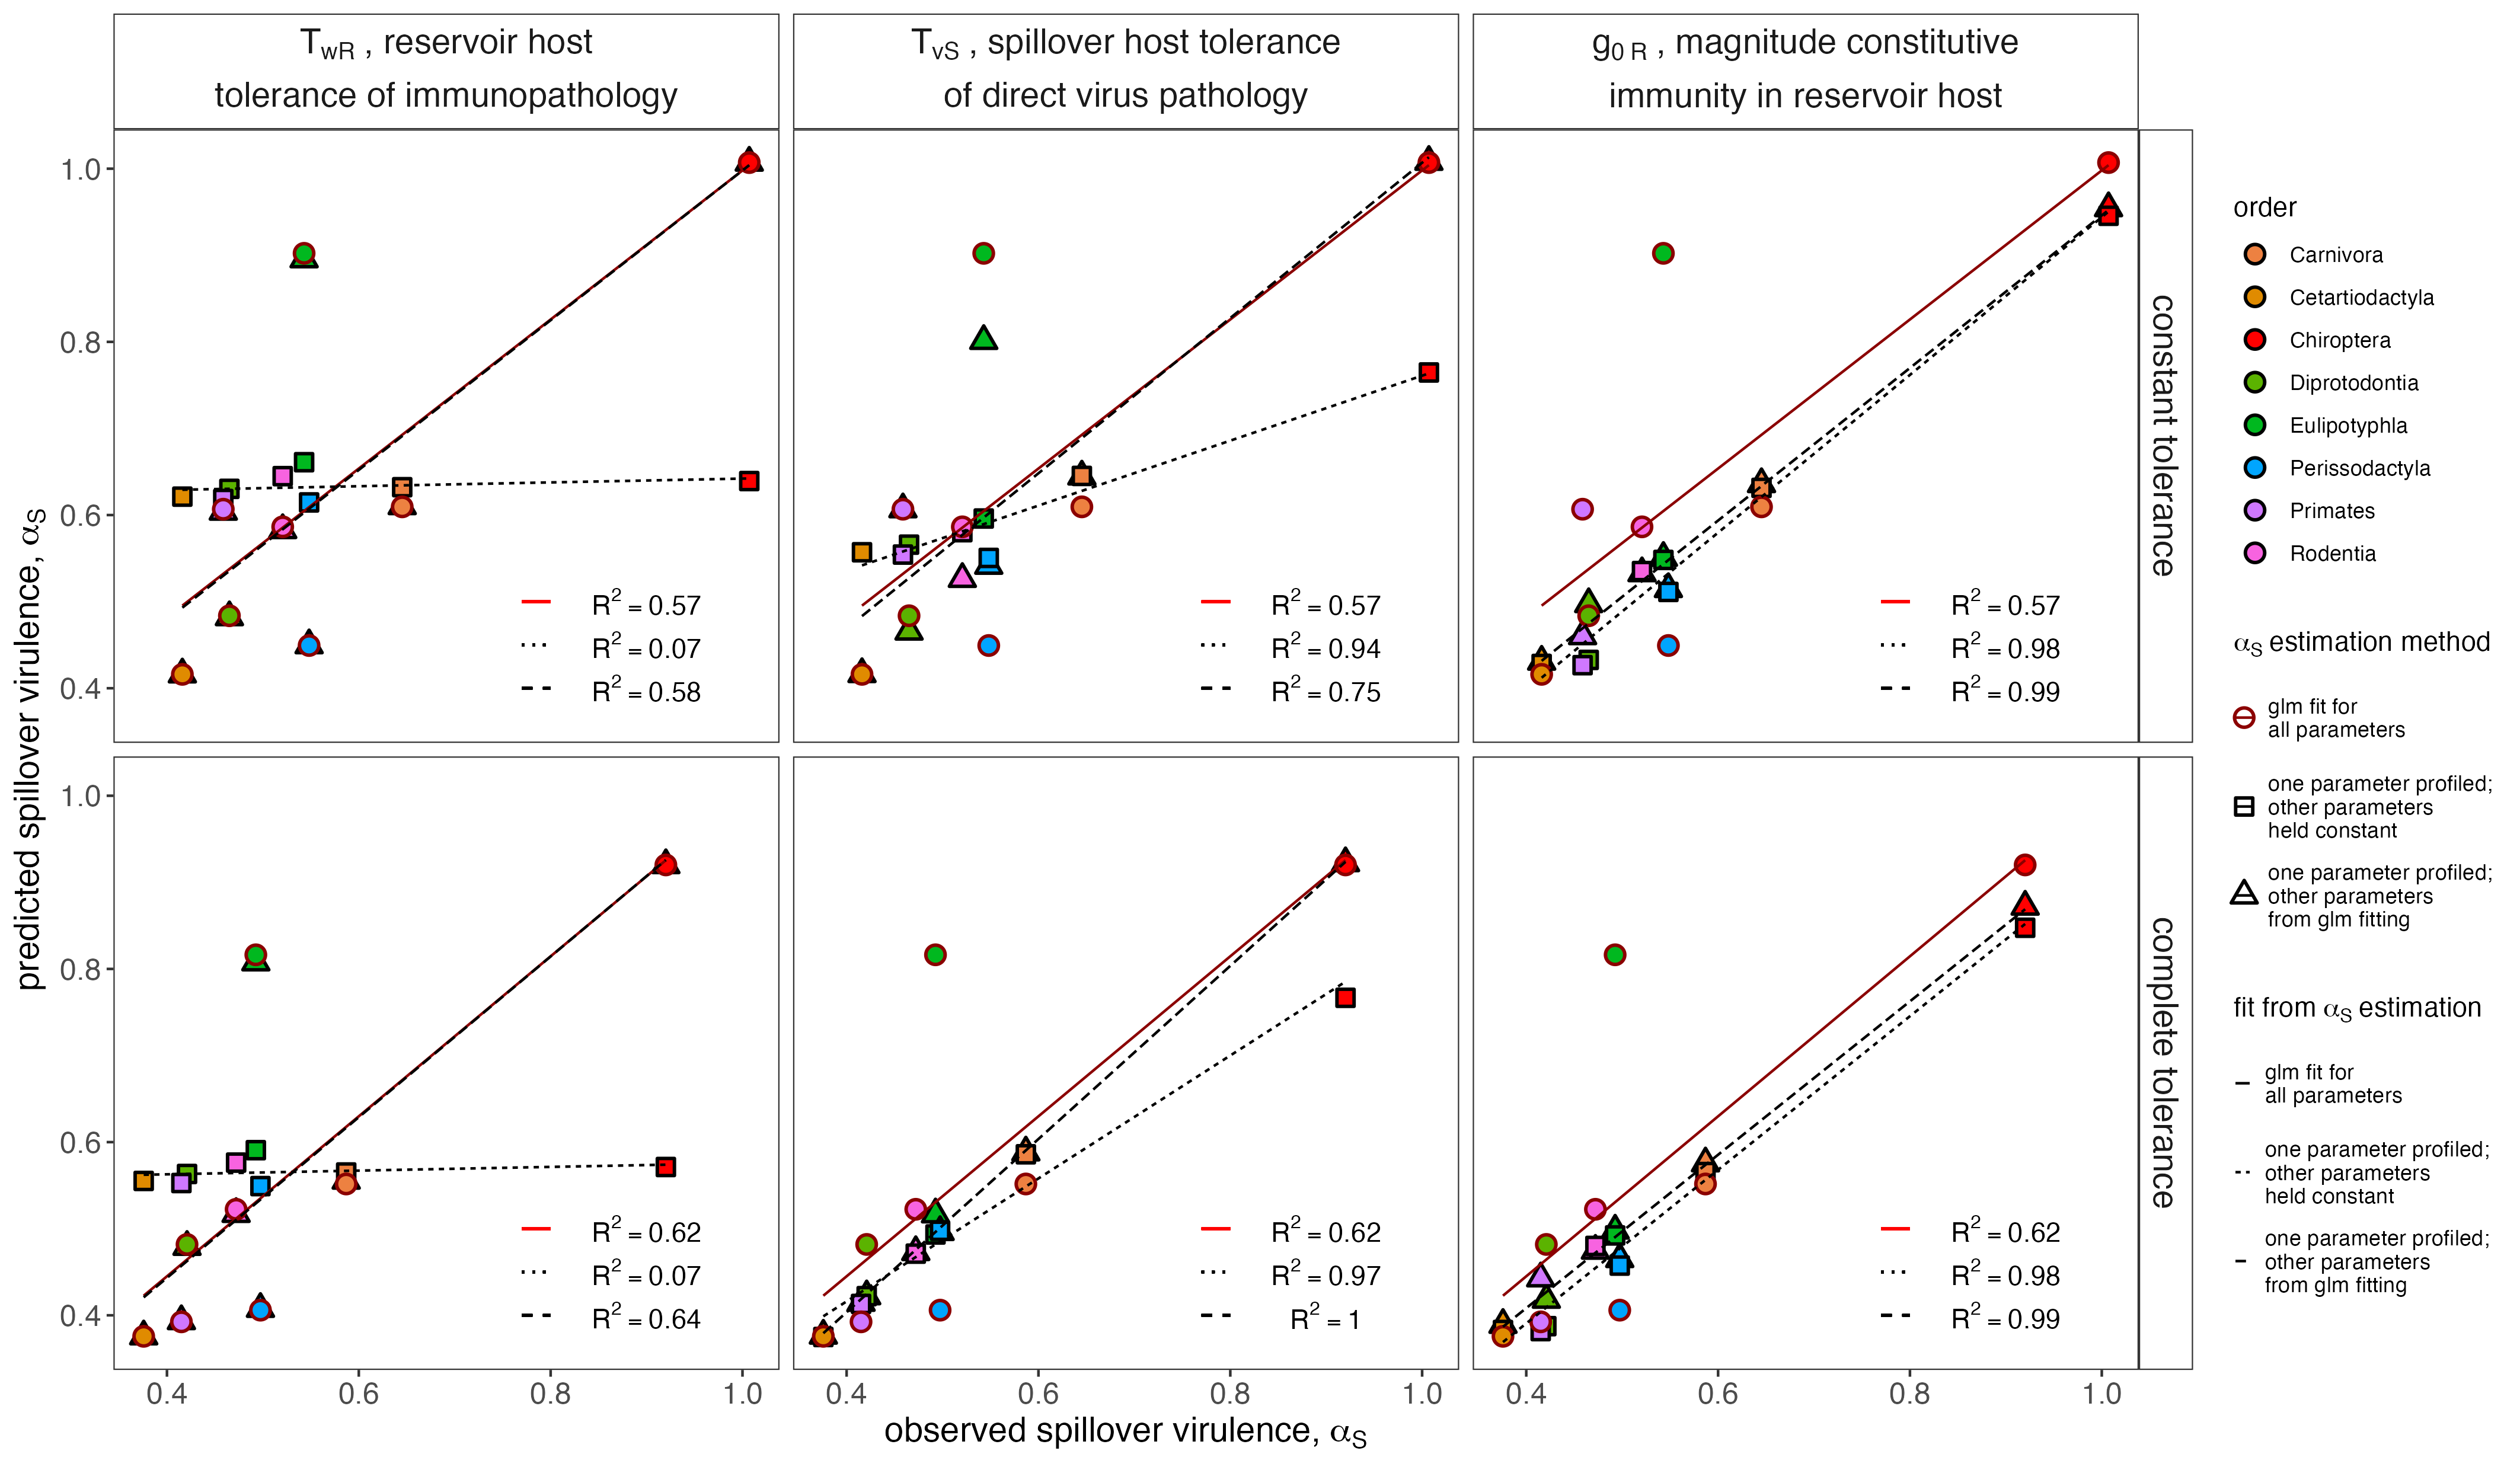 T_wR , reservoir host
tolerance of immunopathology
T_vS , spillover host tolerance
of direct virus pathology
g_0 R , magnitude constitutive
immunity in reservoir host
predicted spillover virulence, α_S
1.0
0.8
0.6
0.4
R² = 0.57
R² = 0.07
R² = 0.58
R² = 0.57
R² = 0.94
R² = 0.75
R² = 0.57
R² = 0.98
R² = 0.99
constant tolerance
1.0
0.8
0.6
0.4
R² = 0.62
R² = 0.07
R² = 0.64
R² = 0.62
R² = 0.97
R² = 1
R² = 0.62
R² = 0.98
R² = 0.99
complete tolerance
0.4 0.6 0.8 1.0
0.4 0.6 0.8 1.0
0.4 0.6 0.8 1.0
observed spillover virulence, α_S
order
Carnivora
Cetartiodactyla
Chiroptera
Diprotodontia
Eulipotyphla
Perissodactyla
Primates
Rodentia
α_S estimation method
glm fit for
all parameters
one parameter profiled;
other parameters
held constant
one parameter profiled;
other parameters
from glm fitting
fit from α_S estimation
glm fit for
all parameters
one parameter profiled;
other parameters
held constant
one parameter profiled;
other parameters
from glm fitting